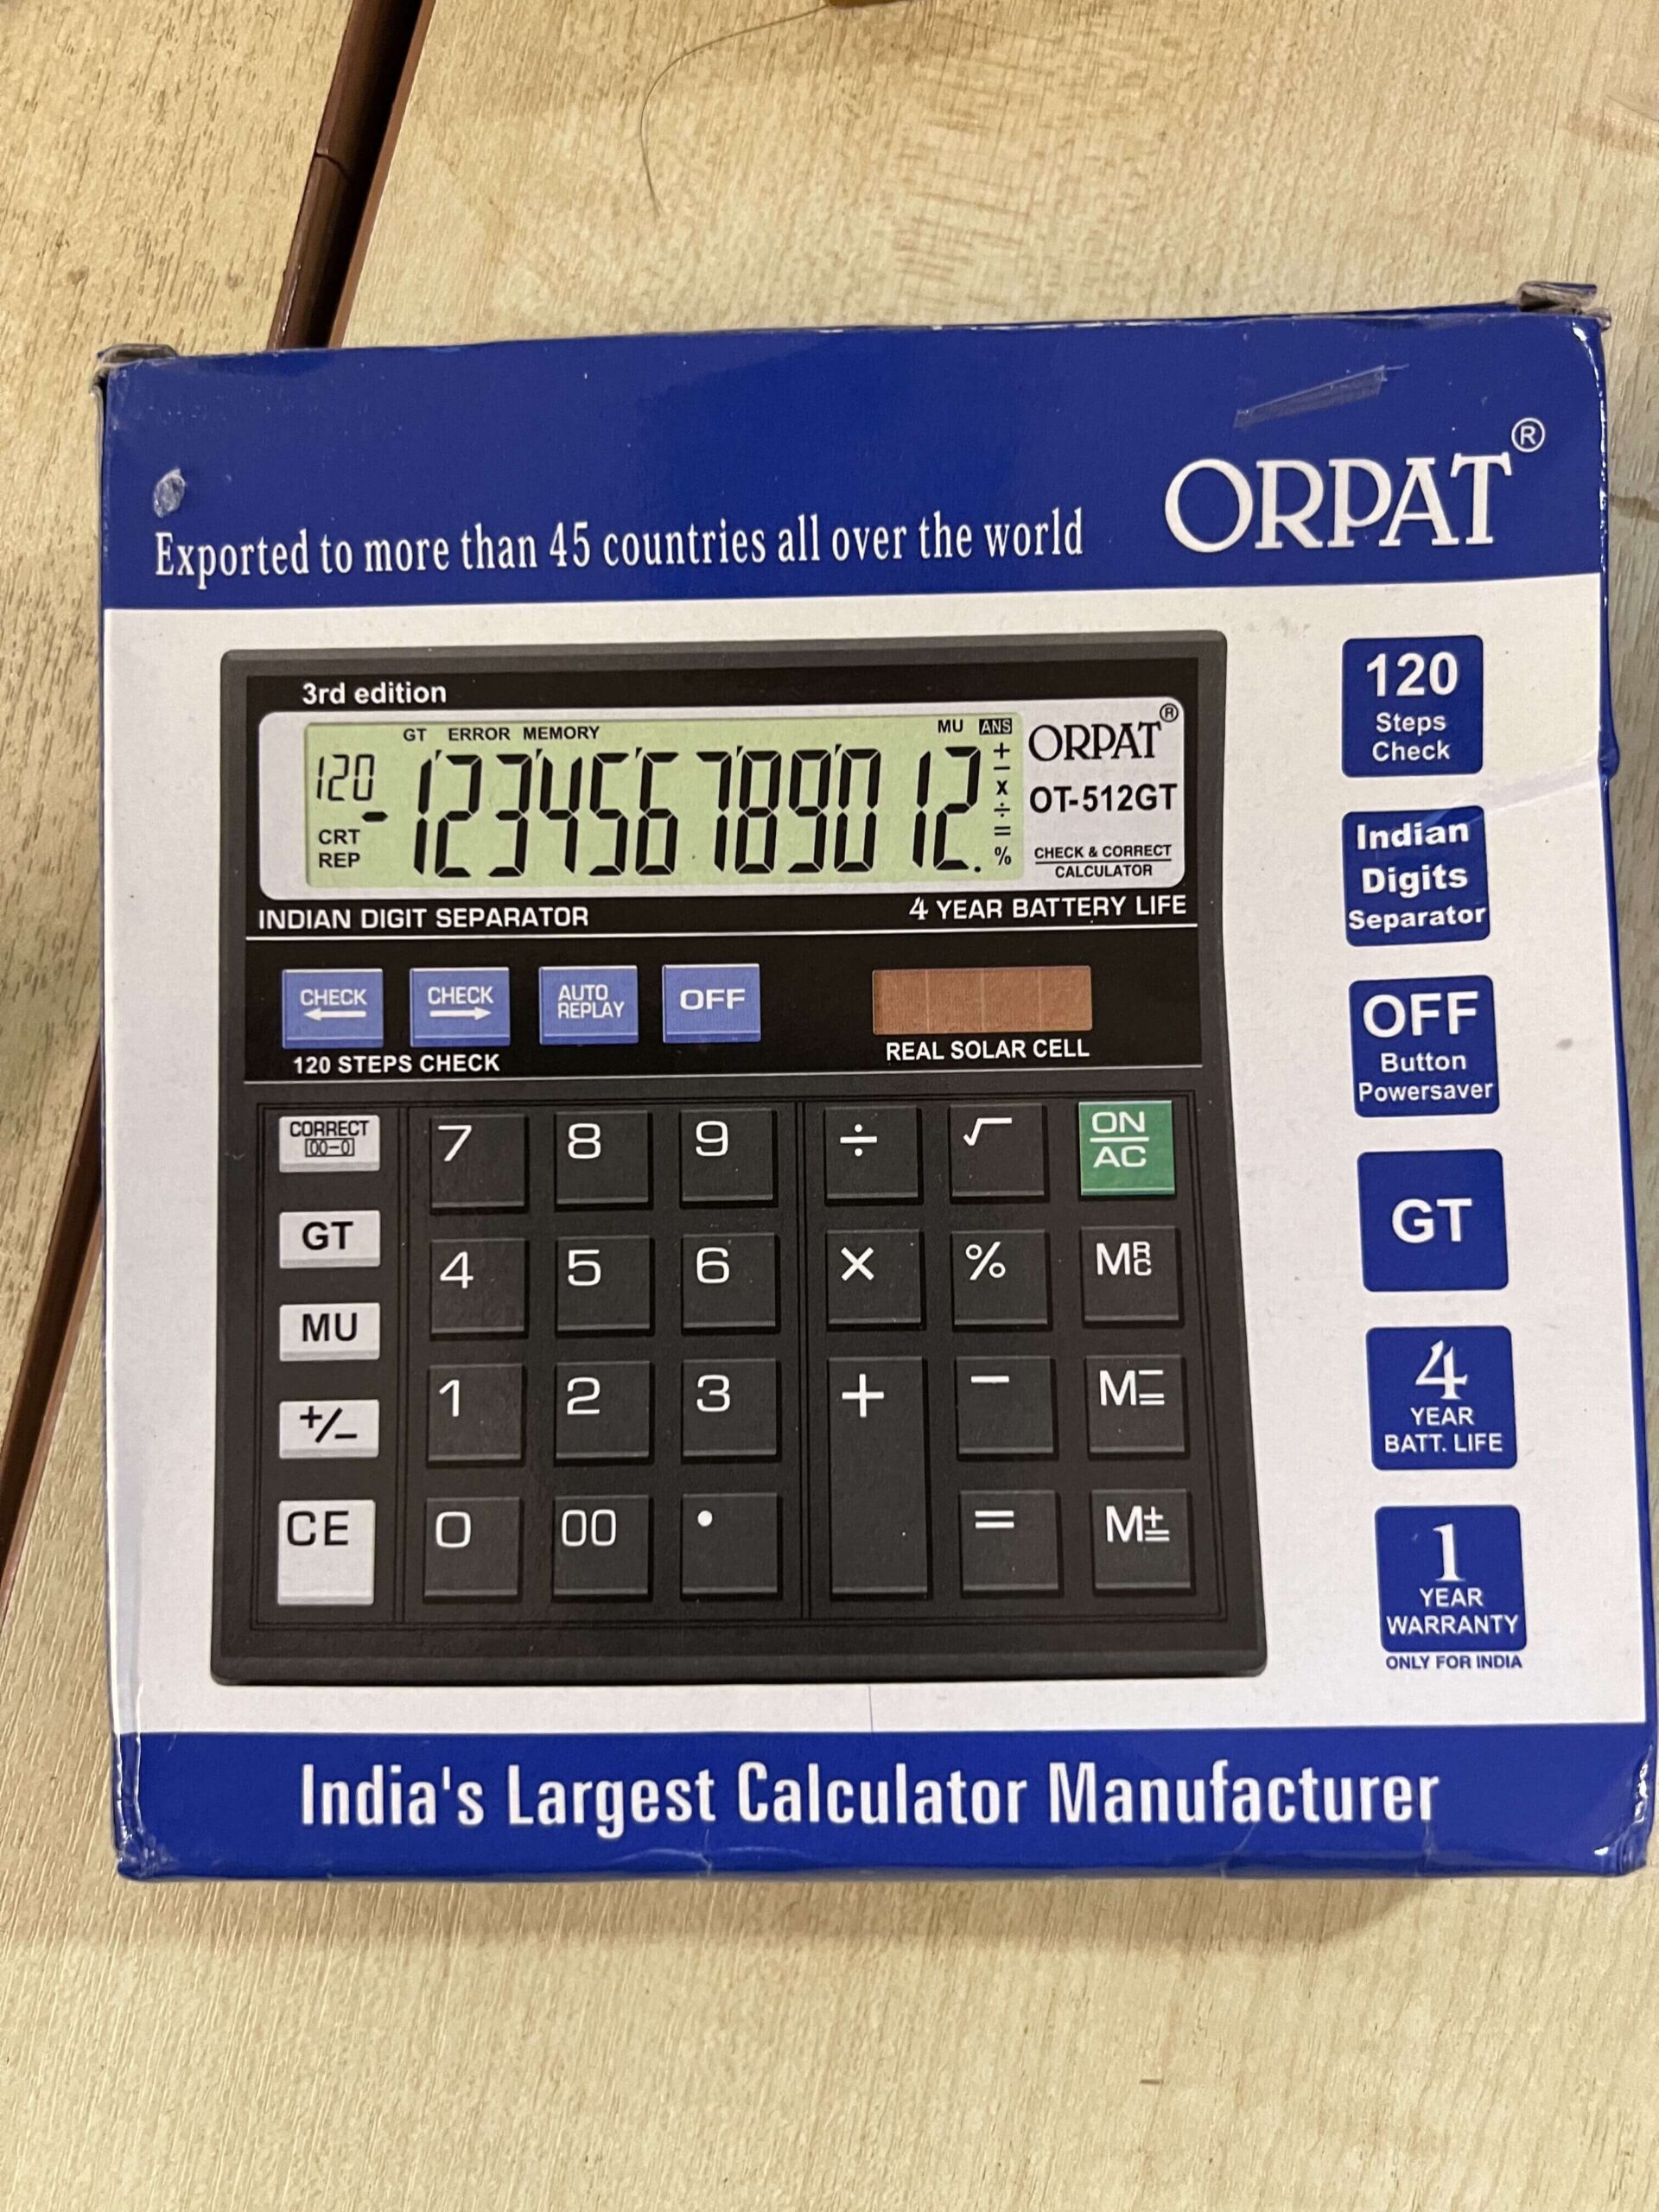 ORPAT®
Exported to more than 45 countries all over the world
3rd edition
GT ERROR MEMORY MU ANS
120
-123456789012.
CRT
REP
+
−
x
÷
=
%
ORPAT®
OT-512GT
CHECK & CORRECT
CALCULATOR
INDIAN DIGIT SEPARATOR
4 YEAR BATTERY LIFE
CHECK ←
CHECK →
AUTO
REPLAY
OFF
120 STEPS CHECK
REAL SOLAR CELL
CORRECT
00→0
7 8 9 ÷ √
ON
AC
GT
4 5 6 × %
MRC
MU
1 2 3 + −
M−=
+/−
CE
0 00 • =
M+=
120
Steps
Check
Indian
Digits
Separator
OFF
Button
Powersaver
GT
4
YEAR
BATT. LIFE
1
YEAR
WARRANTY
ONLY FOR INDIA
India's Largest Calculator Manufacturer